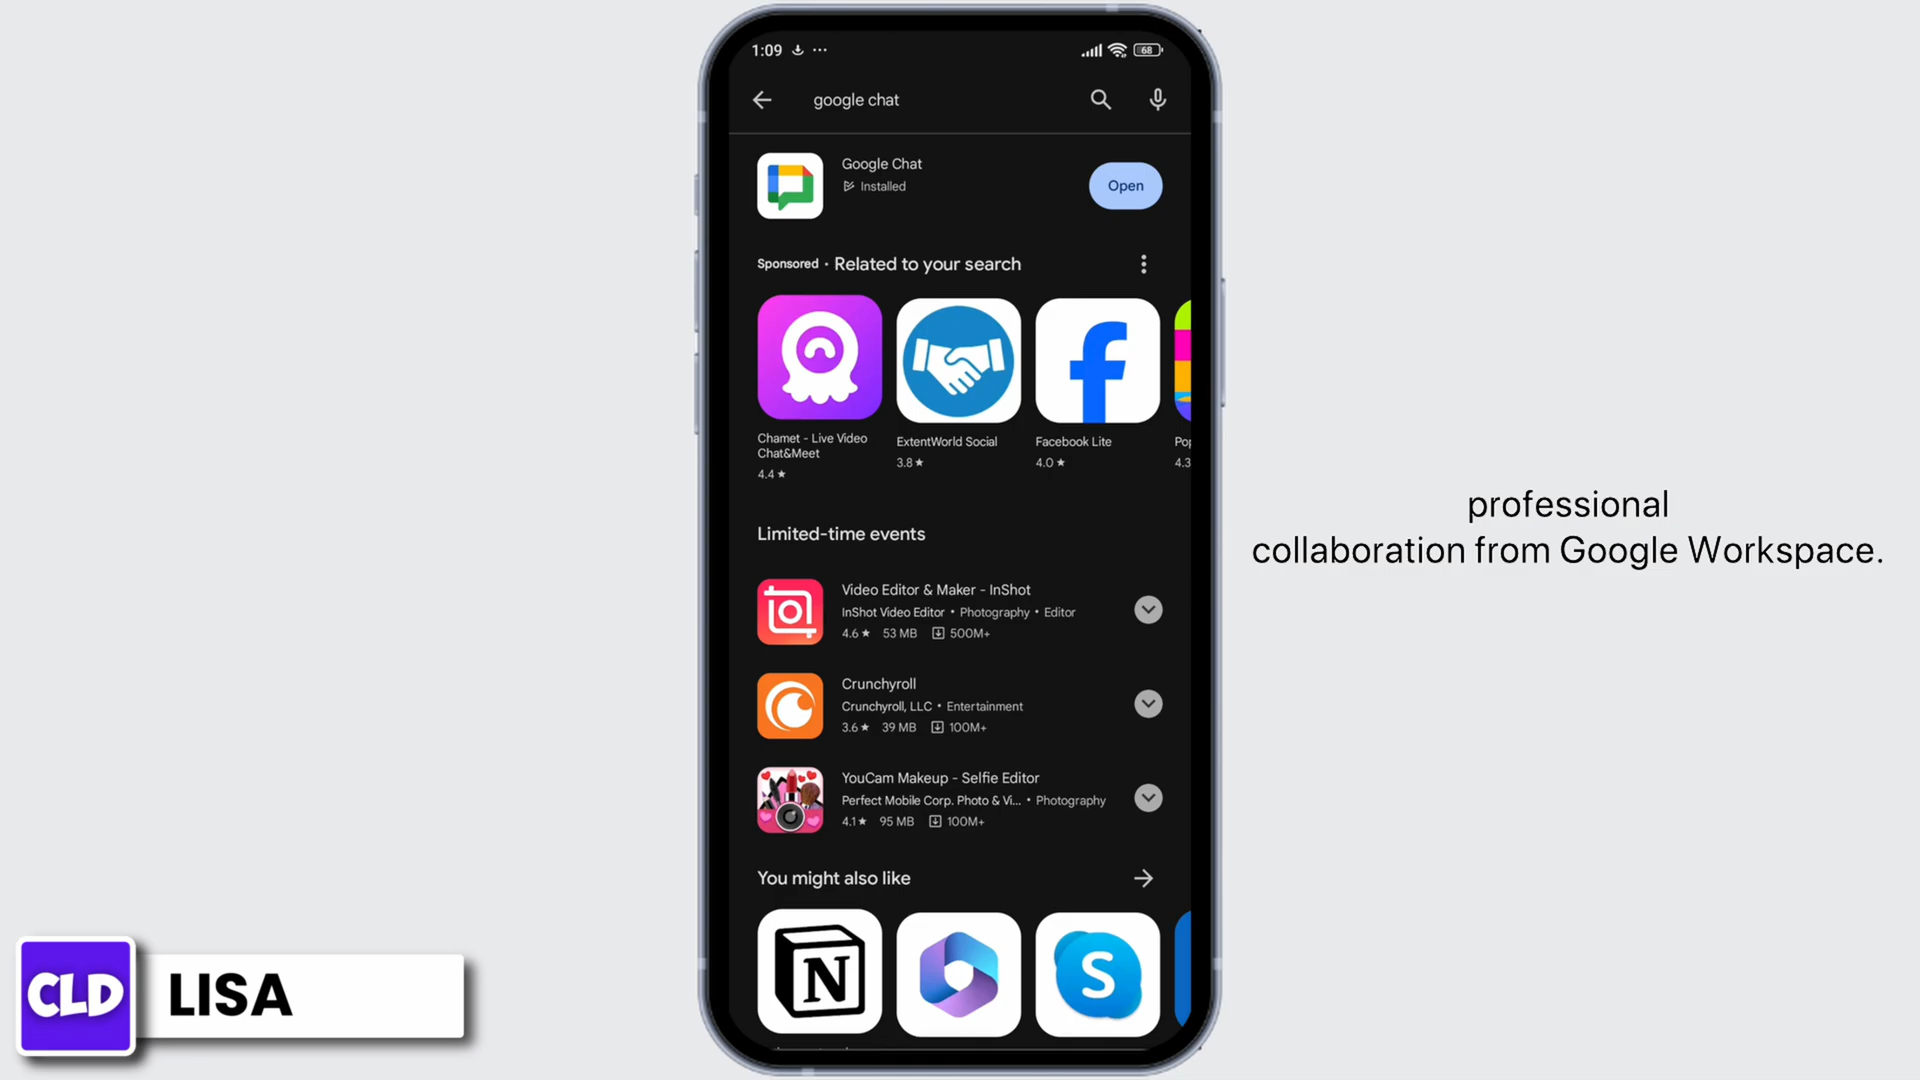 1:09
68
google chat
Google Chat
Installed
Open
Sponsored • Related to your search
f
Chamet - Live Video
Chat&Meet
4.4★
ExtentWorld Social
3.8★
Facebook Lite
4.0★
Pop
4.3
Limited-time events
Video Editor & Maker - InShot
InShot Video Editor • Photography • Editor
4.6★ 53 MB 500M+
Crunchyroll
Crunchyroll, LLC • Entertainment
3.6★ 39 MB 100M+
YouCam Makeup - Selfie Editor
Perfect Mobile Corp. Photo & Vi... • Photography
4.1★ 95 MB 100M+
You might also like
N
S
professional
collaboration from Google Workspace.
CLD
LISA